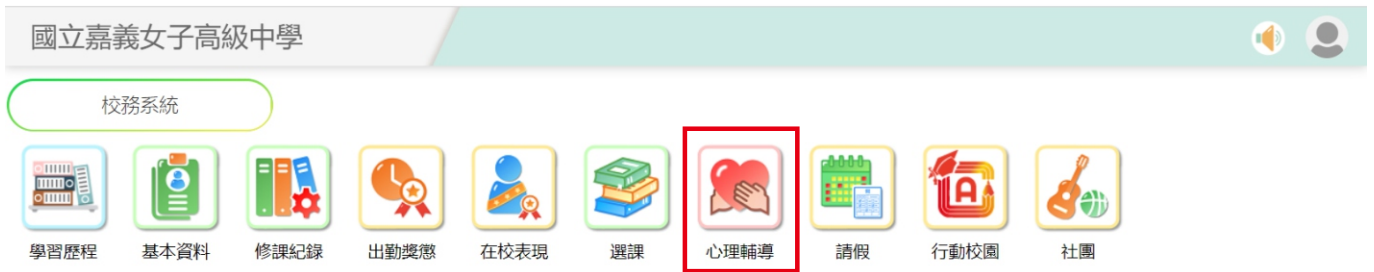 國立嘉義女子高級中學
校務系統
學習歷程 基本資料 修課紀錄 出勤獎懲 在校表現 選課 心理輔導 請假 行動校園 社團